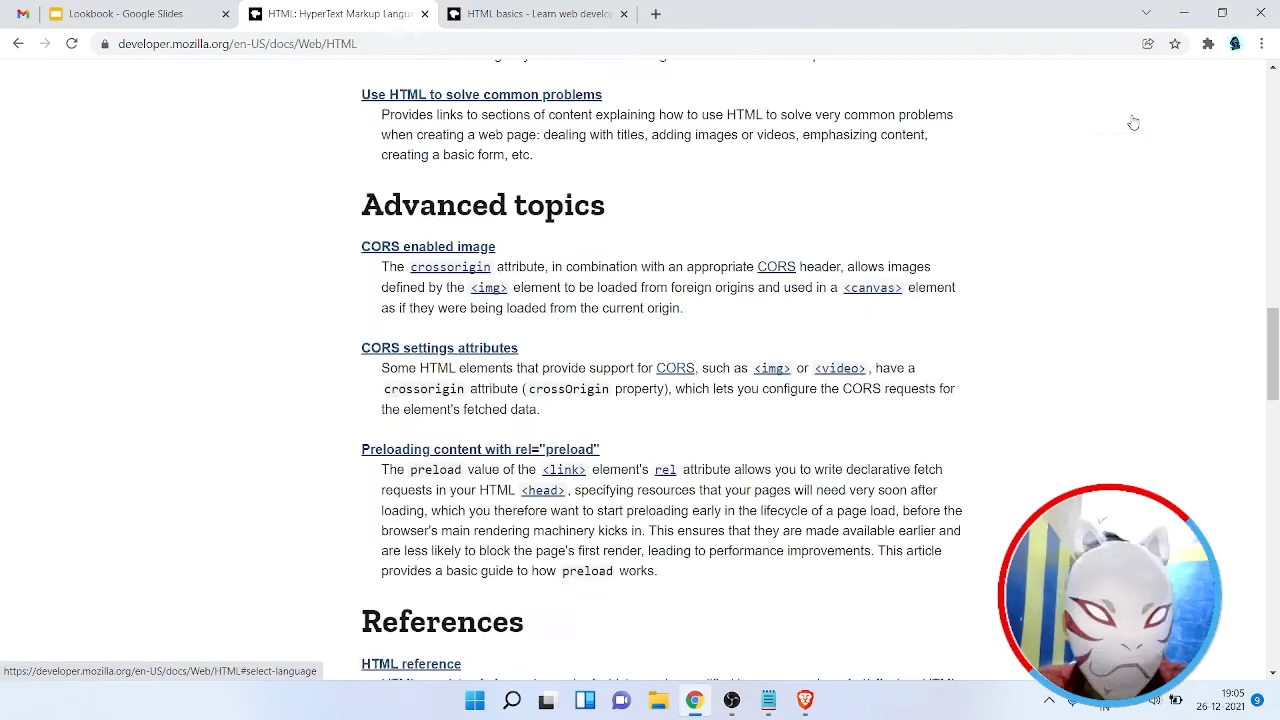 Lookbook - Google Slides
HTML: HyperText Markup Langu
HTML basics - Learn web develop
developer.mozilla.org/en-US/docs/Web/HTML
Use HTML to solve common problems
Provides links to sections of content explaining how to use HTML to solve very common problems
when creating a web page: dealing with titles, adding images or videos, emphasizing content,
creating a basic form, etc.
Advanced topics
CORS enabled image
The crossorigin attribute, in combination with an appropriate CORS header, allows images
defined by the <img> element to be loaded from foreign origins and used in a <canvas> element
as if they were being loaded from the current origin.
CORS settings attributes
Some HTML elements that provide support for CORS, such as <img> or <video>, have a
crossorigin attribute (crossOrigin property), which lets you configure the CORS requests for
the element's fetched data.
Preloading content with rel="preload"
The preload value of the <link> element's rel attribute allows you to write declarative fetch
requests in your HTML <head>, specifying resources that your pages will need very soon after
loading, which you therefore want to start preloading early in the lifecycle of a page load, before the
browser's main rendering machinery kicks in. This ensures that they are made available earlier and
are less likely to block the page's first render, leading to performance improvements. This article
provides a basic guide to how preload works.
References
HTML reference
https://developer.mozilla.org/en-US/docs/Web/HTML#select-language
19:05
26-12-2021
9